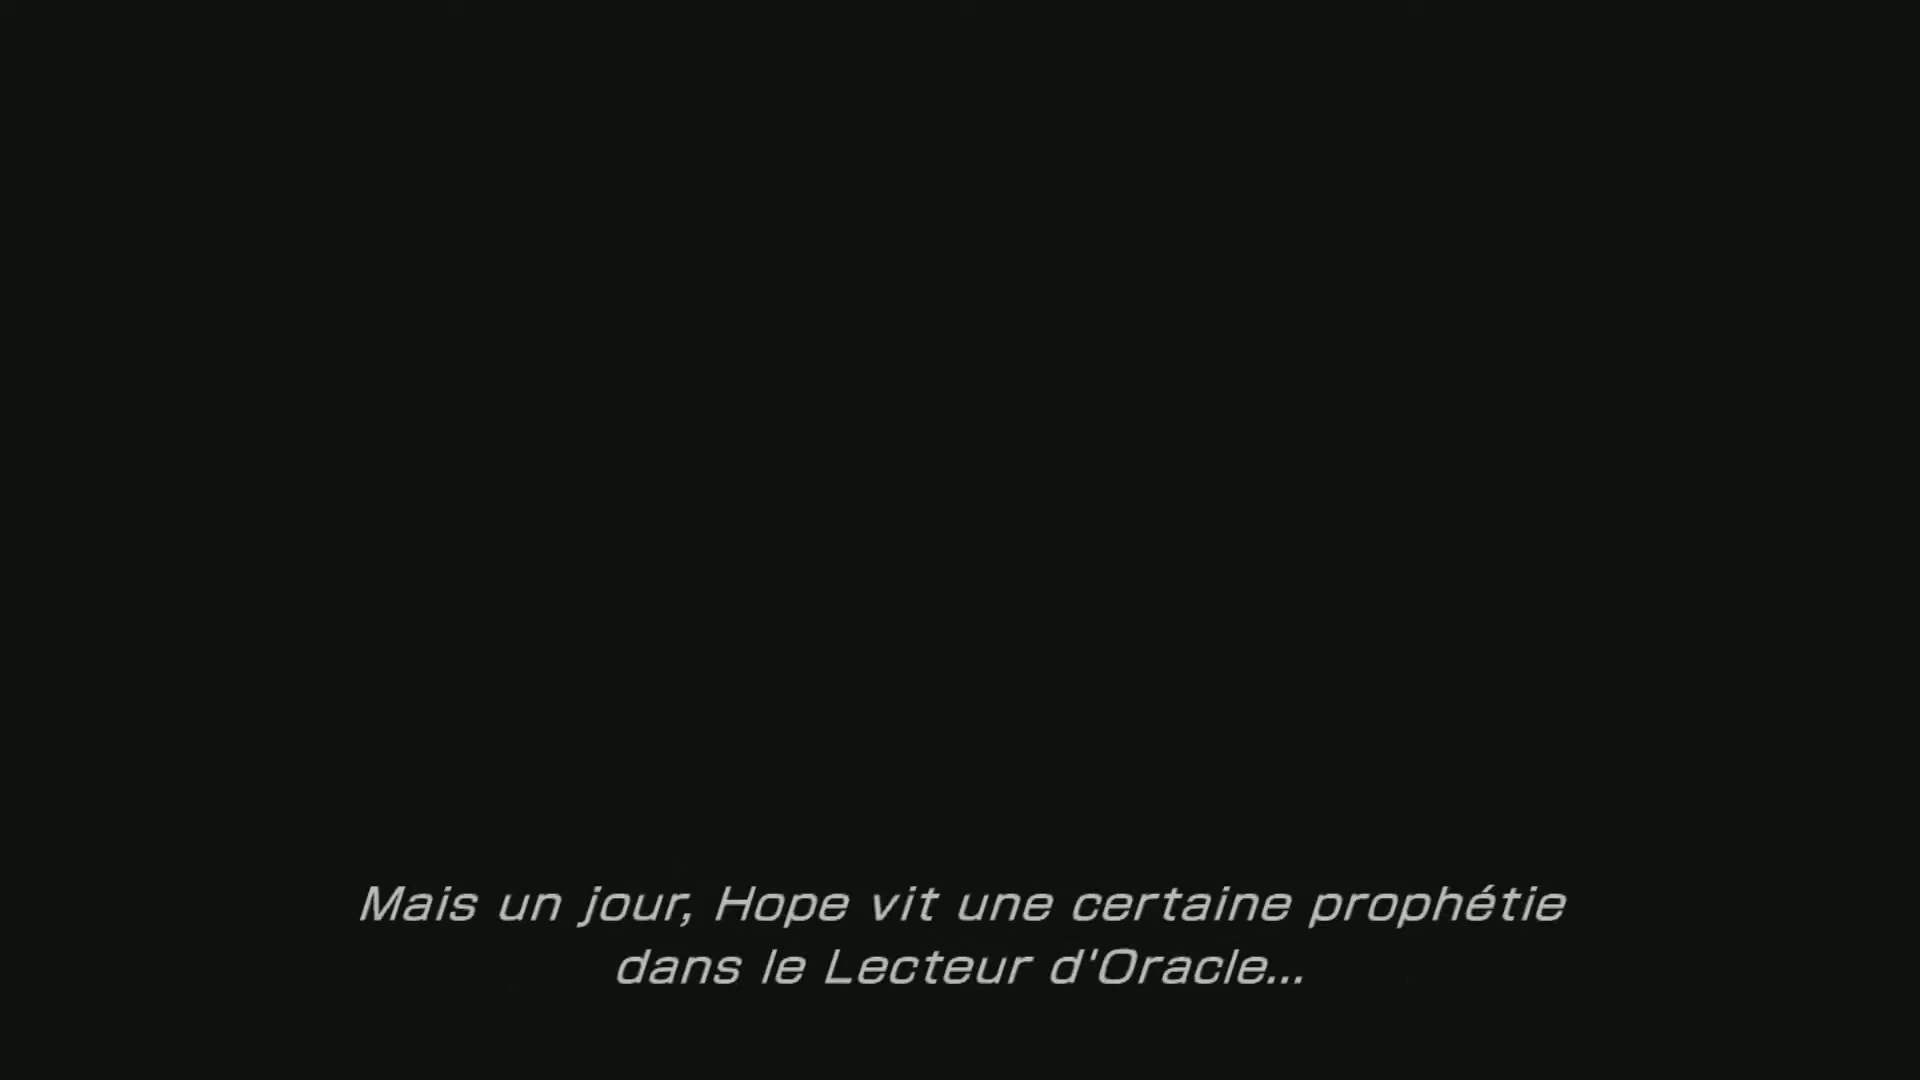 Mais un jour, Hope vit une certaine prophétie
dans le Lecteur d'Oracle...